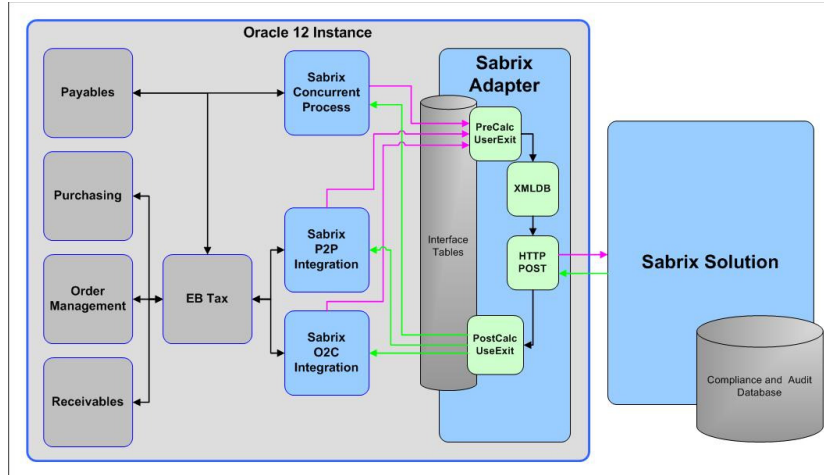 Oracle 12 Instance
Payables
Purchasing
Order
Management
Receivables
EB Tax
Sabrix
Concurrent
Process
Sabrix
P2P
Integration
Sabrix
O2C
Integration
Sabrix
Adapter
Interface
Tables
PreCalc
UserExit
XMLDB
HTTP
POST
PostCalc
UseExit
Sabrix Solution
Compliance and Audit
Database